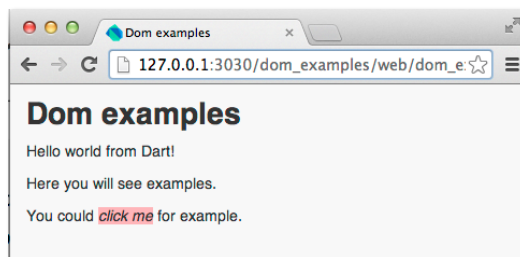 Dom examples
127.0.0.1:3030/dom_examples/web/dom_e
Dom examples
Hello world from Dart!
Here you will see examples.
You could click me for example.